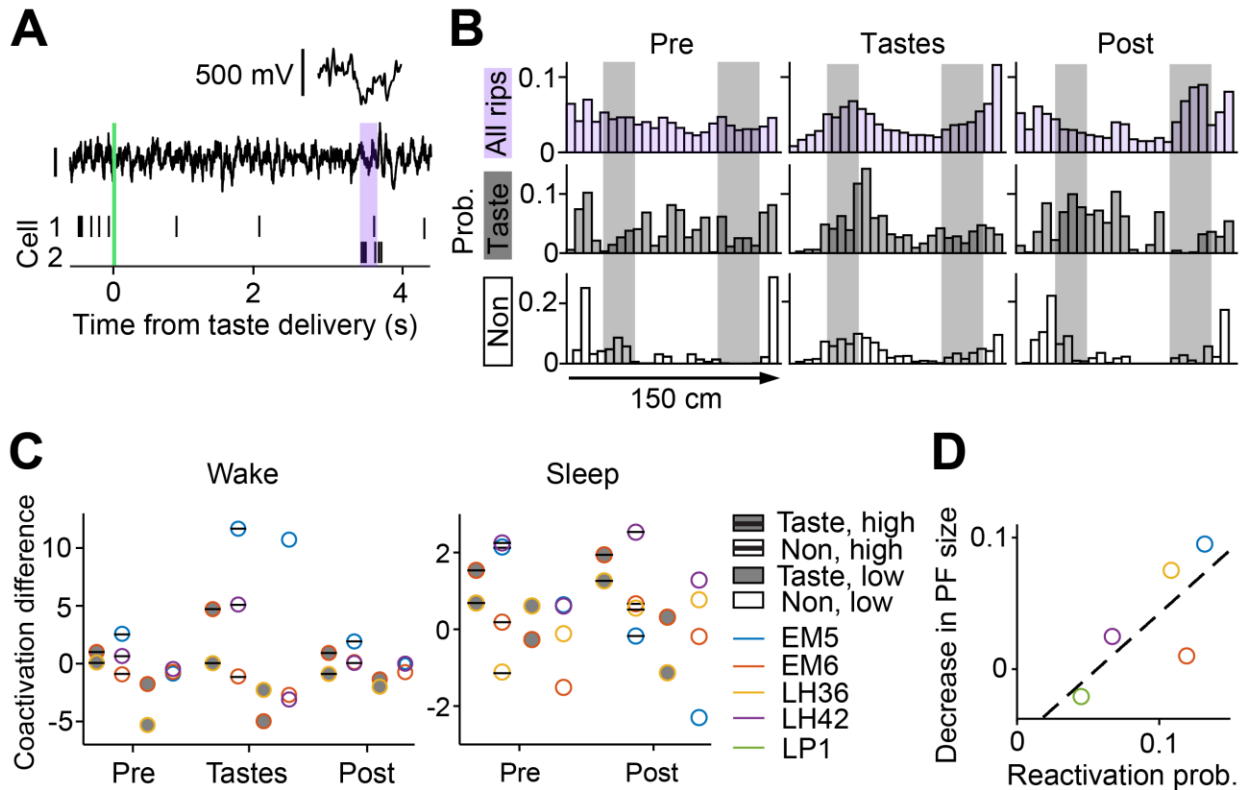 A
500 mV
Cell
1
2
0 2 4
Time from taste delivery (s)
B
Pre Tastes Post
All rips
Taste
Non
Prob.
0.1
0
0.1
0
0.2
0
150 cm
C
Wake Sleep
Coactivation difference
10
5
0
-5
Pre Tastes Post
2
0
-2
Pre Post
Taste, high
Non, high
Taste, low
Non, low
EM5
EM6
LH36
LH42
LP1
D
Decrease in PF size
0.1
0
0 0.1
Reactivation prob.